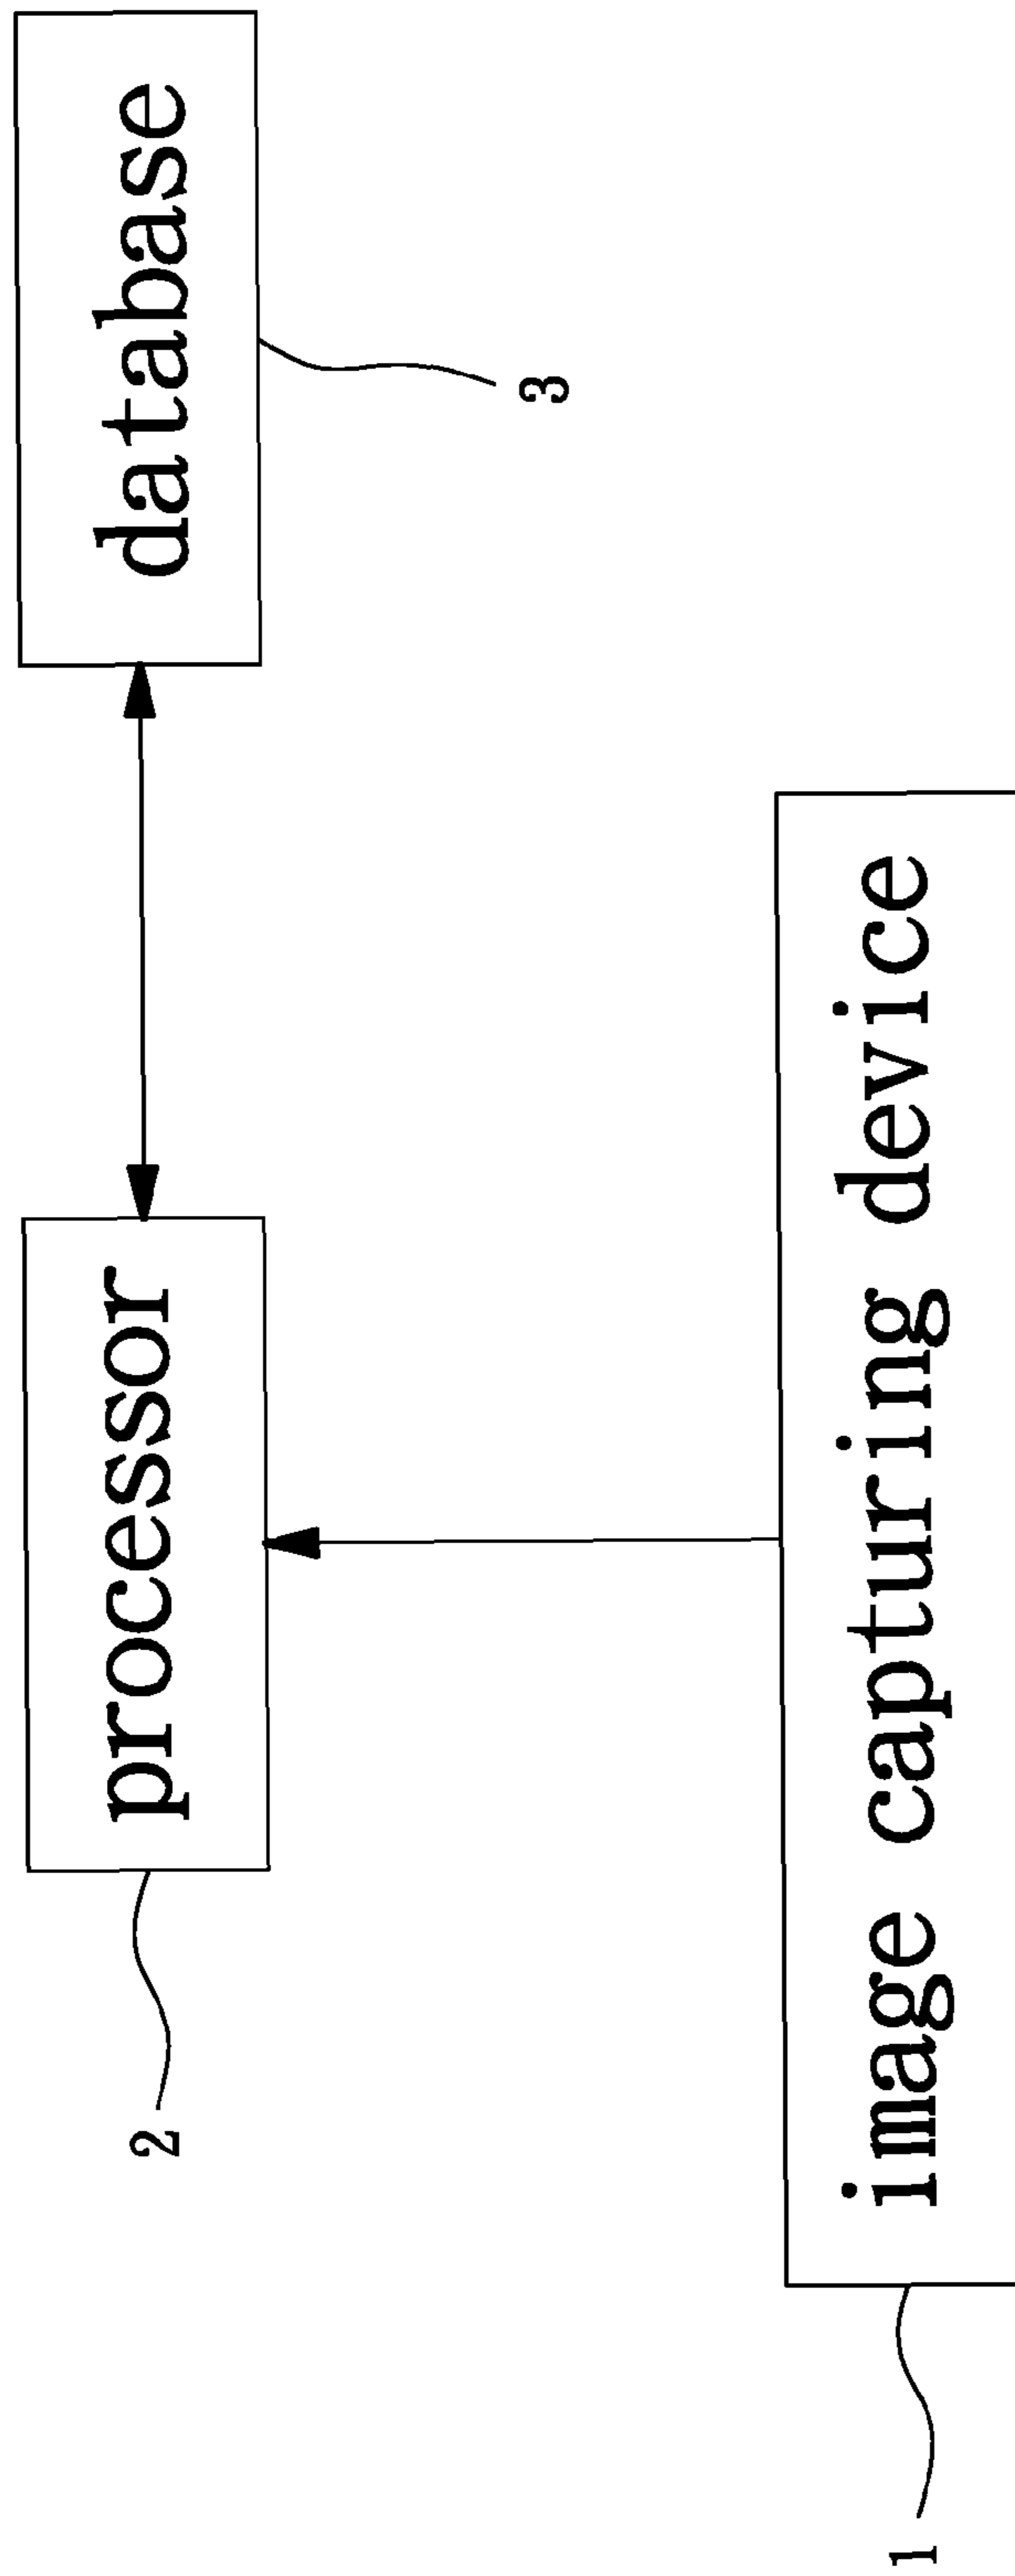 processor
database
2
3
image capturing device
1